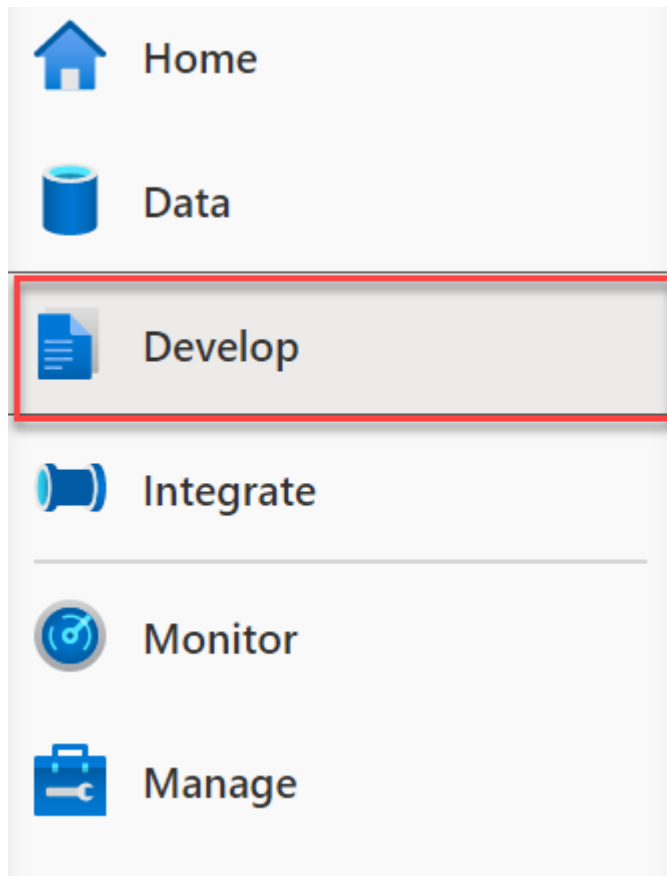 Home
Data
Develop
Integrate
Monitor
Manage